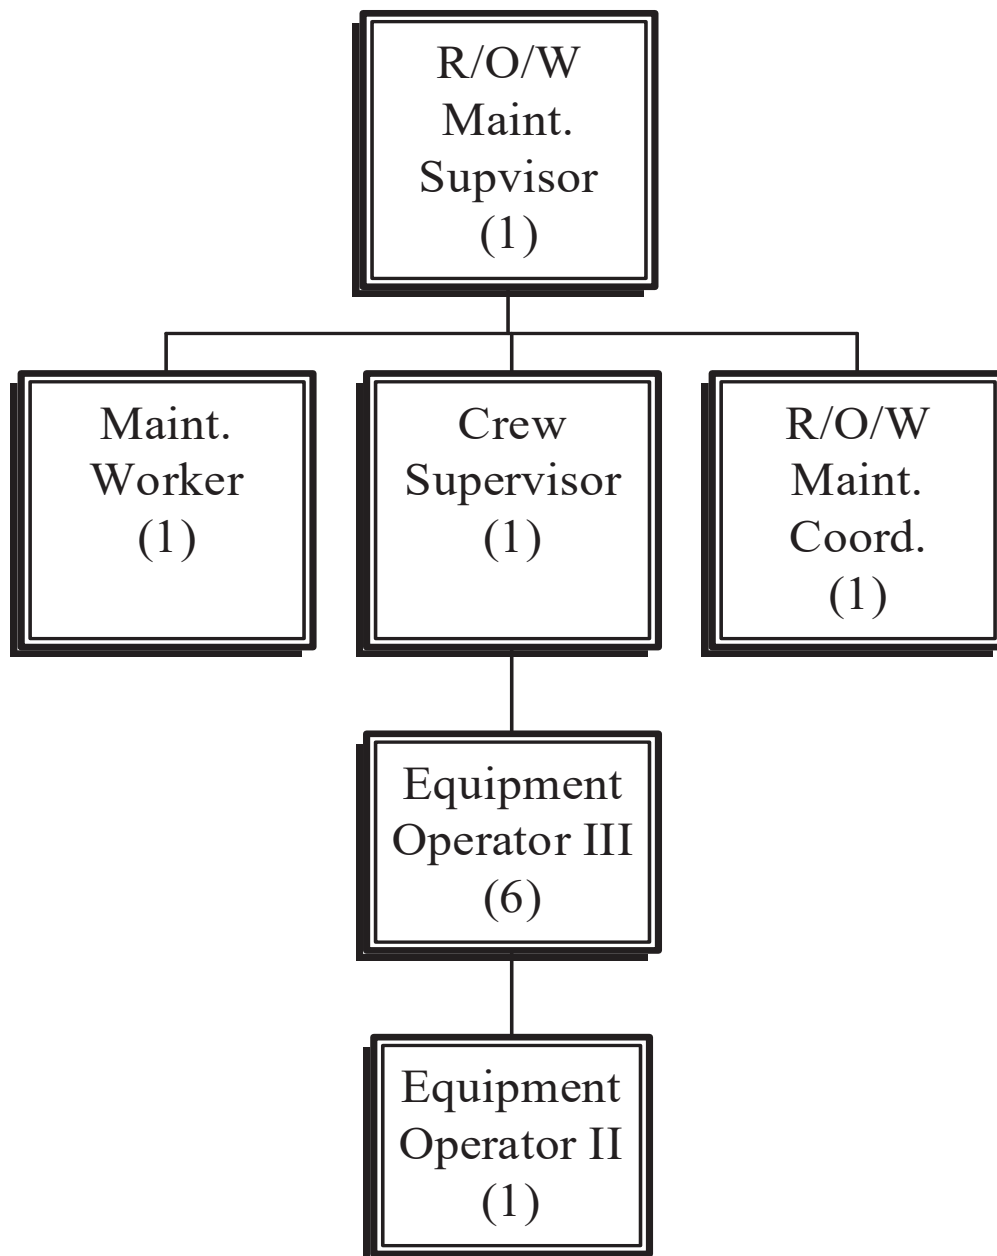 R/O/W
Maint.
Supvisor
(1)
Maint.
Worker
(1)
Crew
Supervisor
(1)
R/O/W
Maint.
Coord.
(1)
Equipment
Operator III
(6)
Equipment
Operator II
(1)